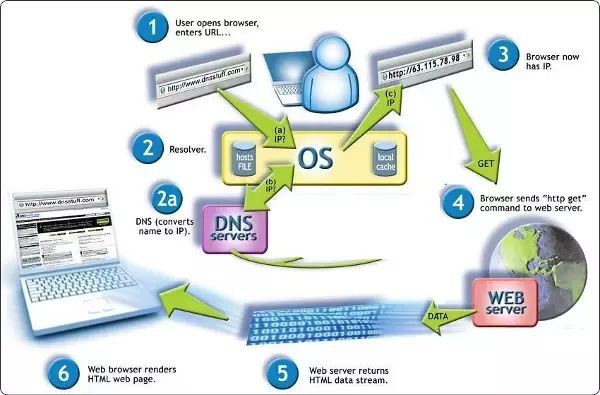 1
User opens browser,
enters URL...
http://www.dnsstuff.com
http://63.115.78.98
3
Browser now
has IP.
(a)
IP?
(c)
IP
2
Resolver.
hosts
FILE
OS
local
cache
(b)
IP?
GET
2a
DNS (converts
name to IP).
DNS
servers
4
Browser sends "http get"
command to web server.
http://www.dnsstuff.com
WEB
server
DATA
6
Web browser renders
HTML web page.
5
Web server returns
HTML data stream.